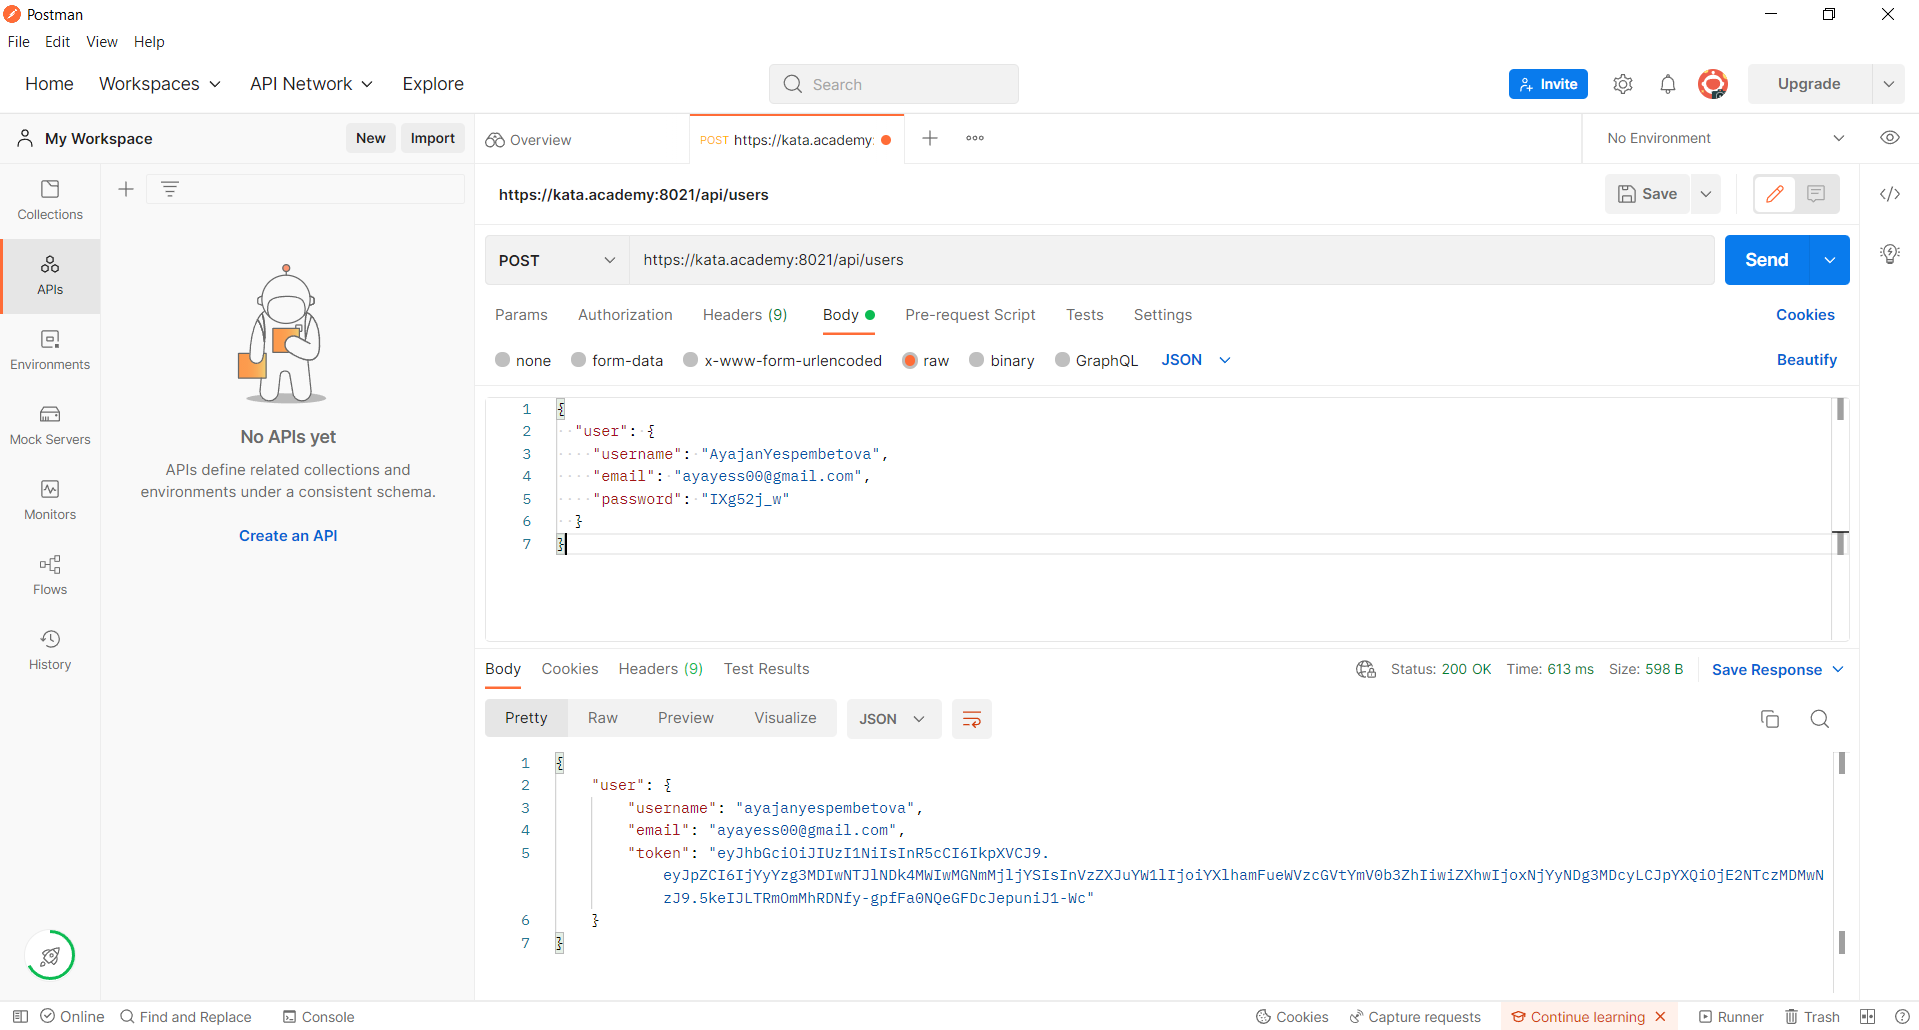 Postman
File Edit View Help
Home Workspaces API Network Explore Search Invite Upgrade
My Workspace New Import Overview POST https://kata.academy: No Environment
https://kata.academy:8021/api/users Save
Collections
APIs
Environments
Mock Servers
Monitors
Flows
History
No APIs yet
APIs define related collections and
environments under a consistent schema.
Create an API
POST https://kata.academy:8021/api/users Send
Params Authorization Headers (9) Body Pre-request Script Tests Settings Cookies
none form-data x-www-form-urlencoded raw binary GraphQL JSON Beautify
1 {
2 "user": {
3 "username": "AyajanYespembetova",
4 "email": "ayayess00@gmail.com",
5 "password": "IXg52j_w"
6 }
7 }
Body Cookies Headers (9) Test Results Status: 200 OK Time: 613 ms Size: 598 B Save Response
Pretty Raw Preview Visualize JSON
1 {
2 "user": {
3 "username": "ayajanyespembetova",
4 "email": "ayayess00@gmail.com",
5 "token": "eyJhbGciOiJIUzI1NiIsInR5cCI6IkpXVCJ9.
eyJpZCI6IjYyYzg3MDIwNTJlNDk4MWIwMGNmMjljYSIsInVzZXJuYW1lIjoiYXlhamFueWVzcGVtYmV0b3ZhIiwiZXhwIjoxNjYyNDg3MDcyLCJpYXQiOjE2NTczMDMwN
zJ9.5keIJLTRmOmMhRDNfy-gpfFa0NQeGFDcJepuniJ1-Wc"
6 }
7 }
Online Find and Replace Console Cookies Capture requests Continue learning Runner Trash